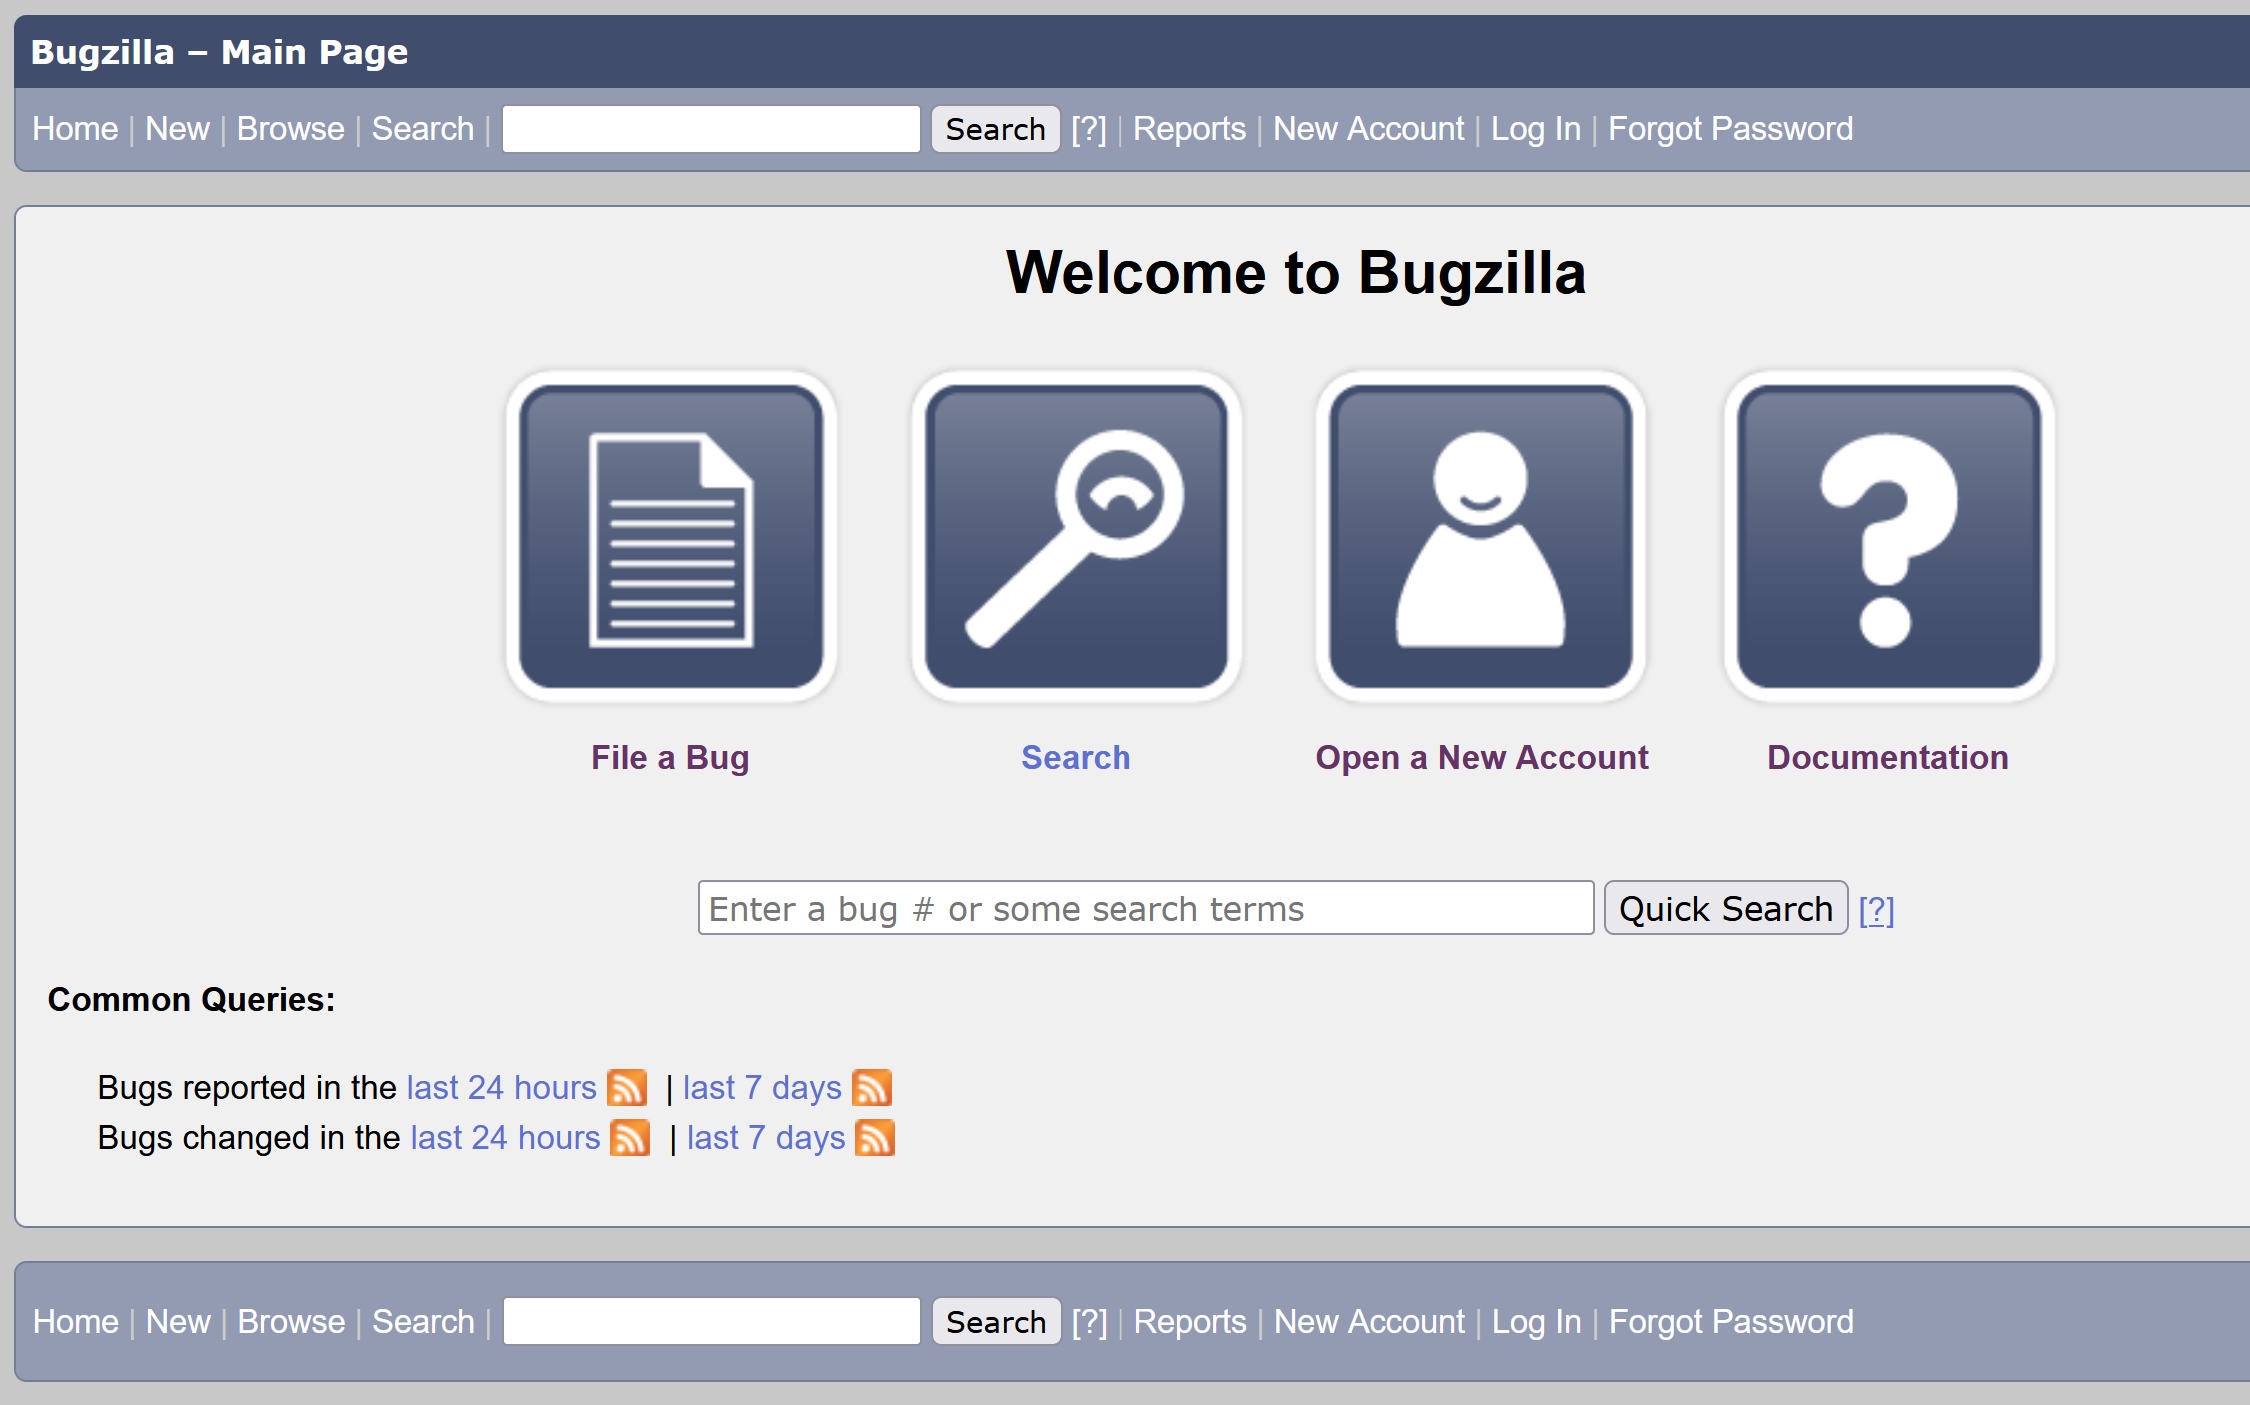 Bugzilla – Main Page
Home | New | Browse | Search | Search [?] | Reports | New Account | Log In | Forgot Password
Welcome to Bugzilla
File a Bug Search Open a New Account Documentation
Enter a bug # or some search terms Quick Search [?]
Common Queries:
Bugs reported in the last 24 hours | last 7 days
Bugs changed in the last 24 hours | last 7 days
Home | New | Browse | Search | Search [?] | Reports | New Account | Log In | Forgot Password